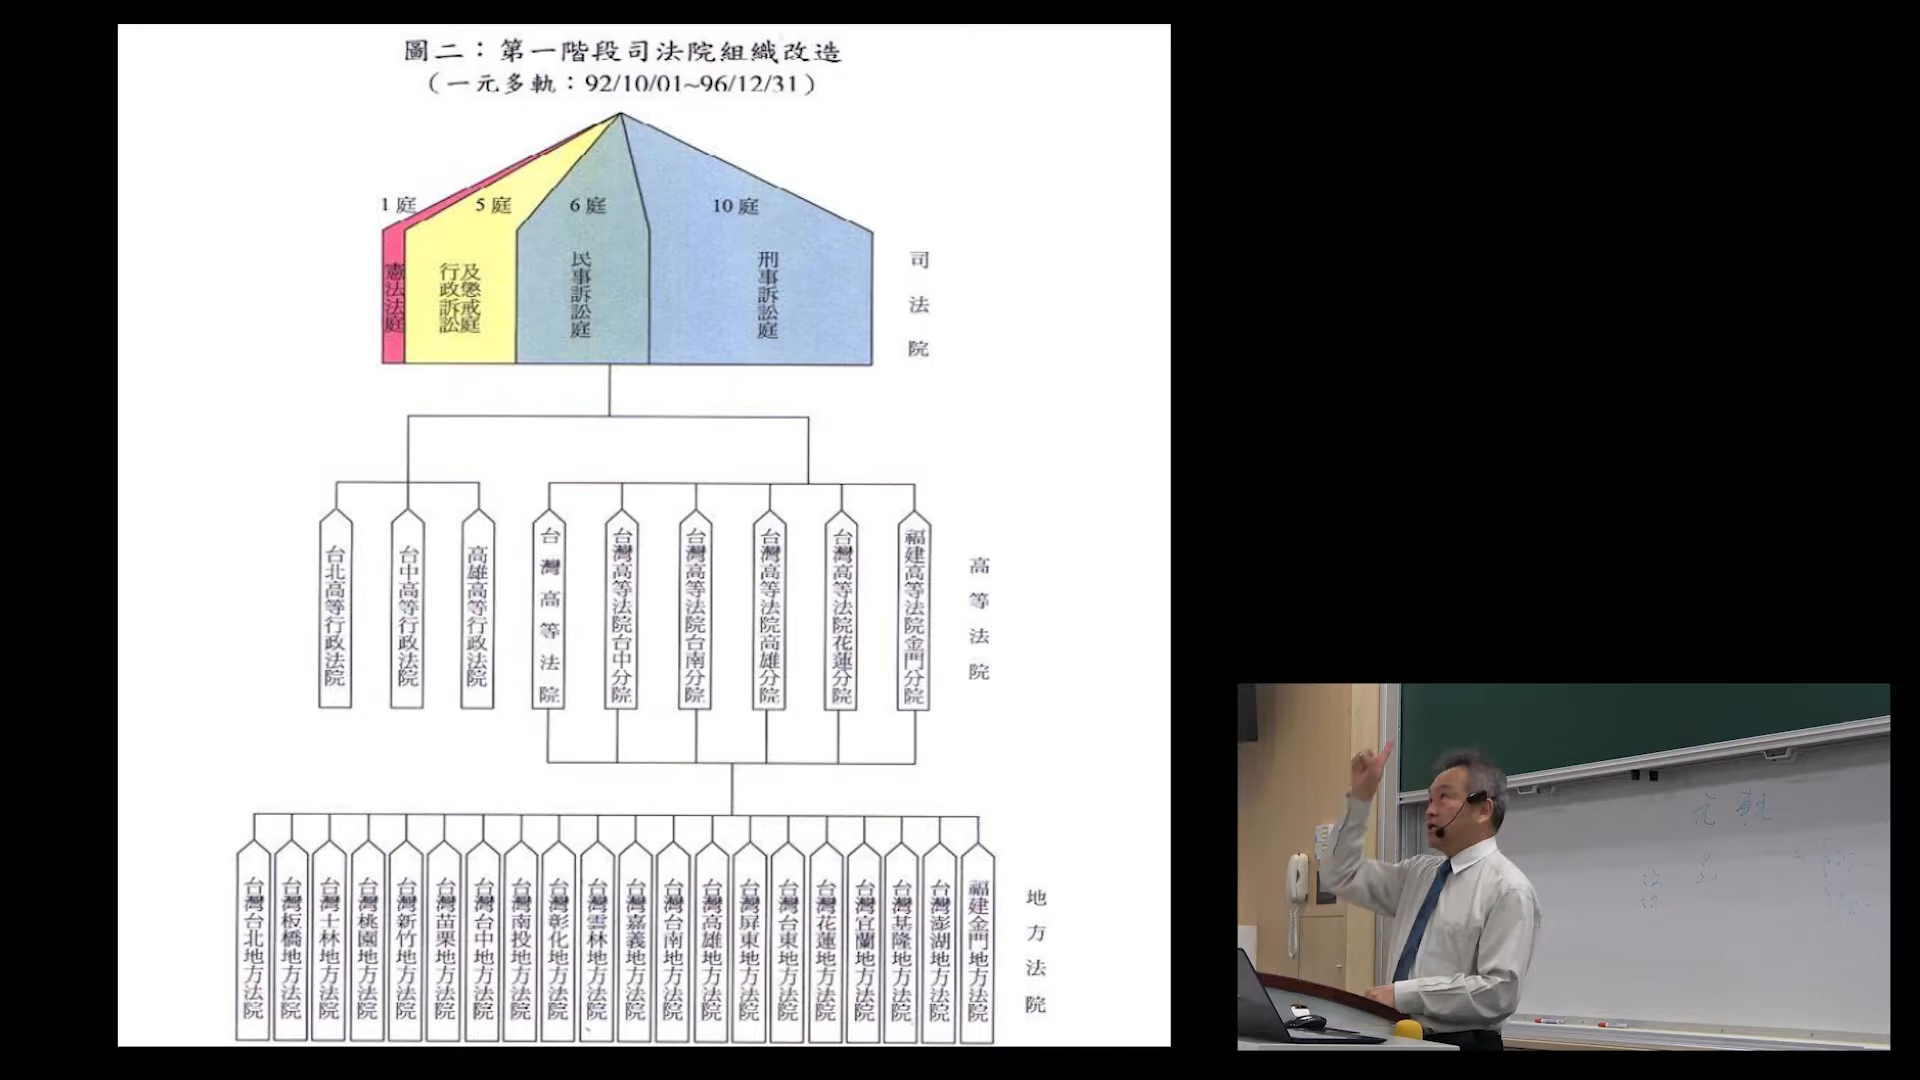 圖二：第一階段司法院組織改造
（一元多軌：92/10/01~96/12/31）
1庭
5庭
6庭
10庭
憲法法庭
行政訴訟
及懲戒庭
民事訴訟庭
刑事訴訟庭
司法院
台北高等行政法院
台中高等行政法院
高雄高等行政法院
台灣高等法院
台灣高等法院台中分院
台灣高等法院台南分院
台灣高等法院高雄分院
台灣高等法院花蓮分院
福建高等法院金門分院
高等法院
台灣台北地方法院
台灣板橋地方法院
台灣士林地方法院
台灣桃園地方法院
台灣新竹地方法院
台灣苗栗地方法院
台灣台中地方法院
台灣南投地方法院
台灣彰化地方法院
台灣雲林地方法院
台灣嘉義地方法院
台灣台南地方法院
台灣高雄地方法院
台灣屏東地方法院
台灣台東地方法院
台灣花蓮地方法院
台灣宜蘭地方法院
台灣基隆地方法院
台灣澎湖地方法院
福建金門地方法院
地方法院
元 軌